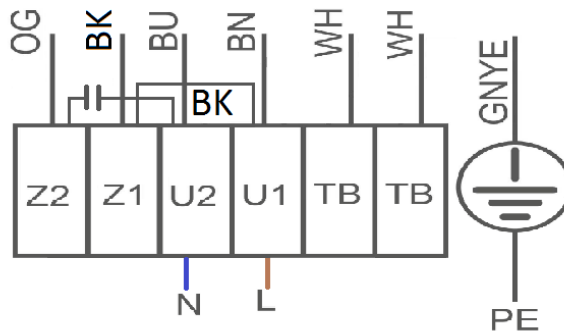 OG BK BU BN WH WH GNYE
BK
Z2 Z1 U2 U1 TB TB
N L
PE